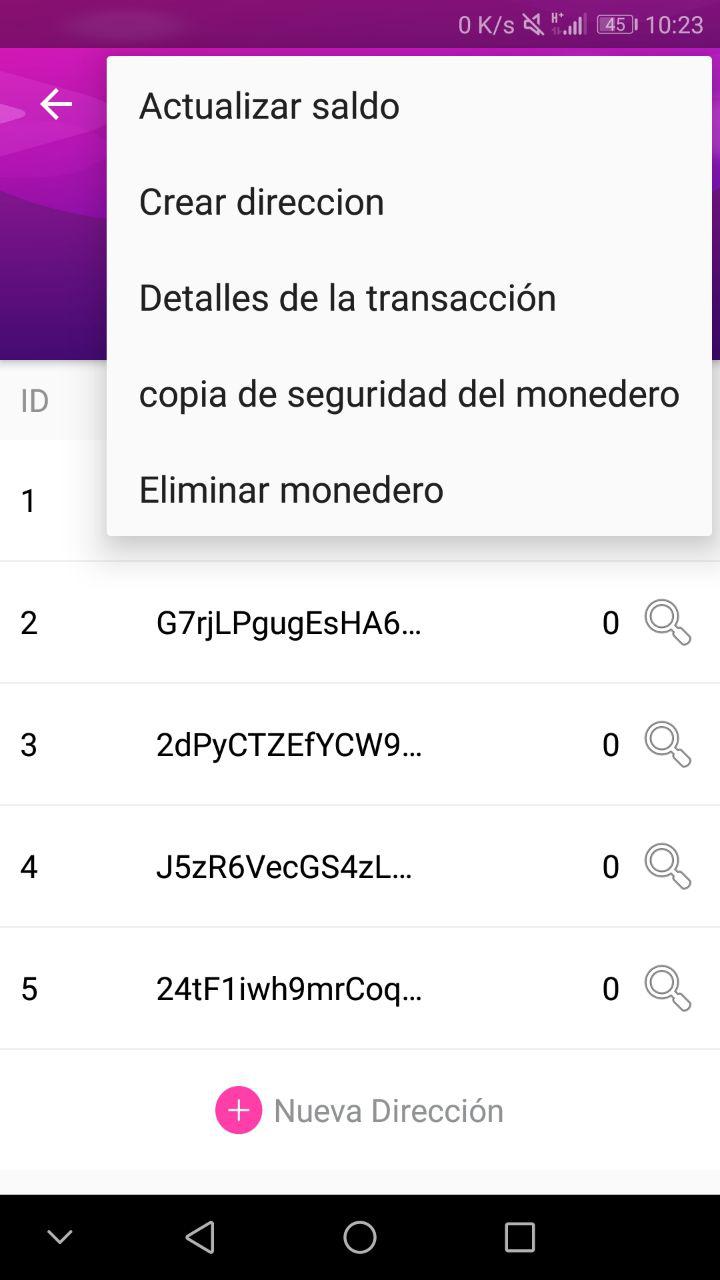 0 K/s H+ 45 10:23
Actualizar saldo
Crear direccion
Detalles de la transacción
copia de seguridad del monedero
Eliminar monedero
ID
1
2 G7rjLPgugEsHA6... 0
3 2dPyCTZEfYCW9... 0
4 J5zR6VecGS4zL... 0
5 24tF1iwh9mrCoq... 0
Nueva Dirección